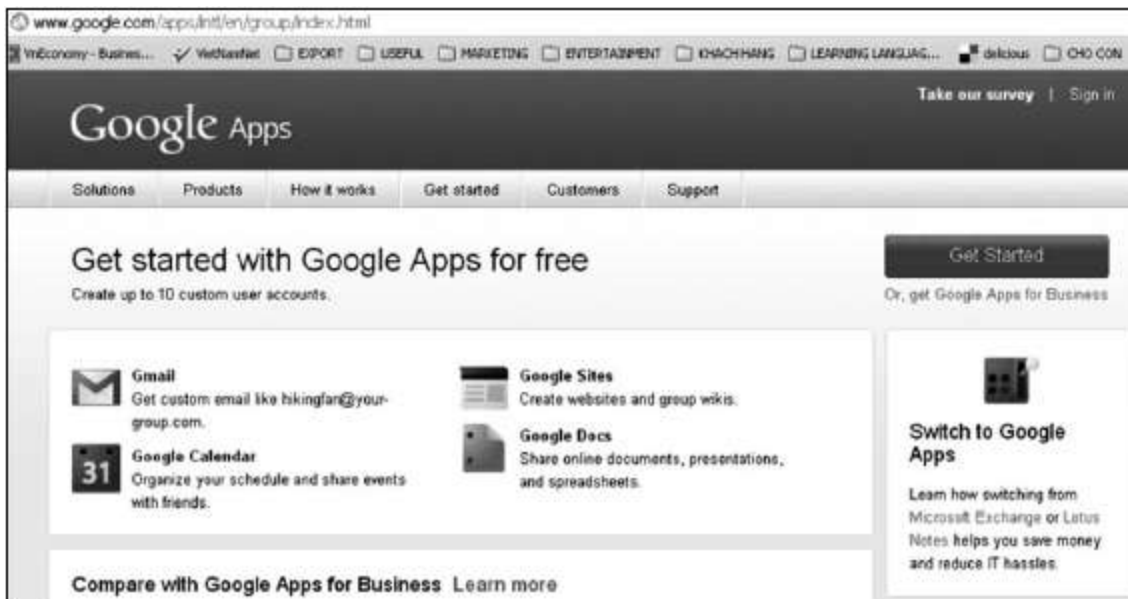 www.google.com/apps/intl/en/group/index.html
VnEconomy - Busines... VietNamNet EXPORT USEFUL MARKETING ENTERTAINMENT KHACH HANG LEARNING LANGUAG... delicious CHO CON
Take our survey | Sign in
Google Apps
Solutions Products How it works Get started Customers Support
Get started with Google Apps for free
Create up to 10 custom user accounts.
Get Started
Or, get Google Apps for Business
Gmail
Get custom email like hikingfan@your-
group.com.
Google Calendar
31
Organize your schedule and share events
with friends.
Google Sites
Create websites and group wikis.
Google Docs
Share online documents, presentations,
and spreadsheets.
Switch to Google
Apps
Learn how switching from
Microsoft Exchange or Lotus
Notes helps you save money
and reduce IT hassles.
Compare with Google Apps for Business Learn more